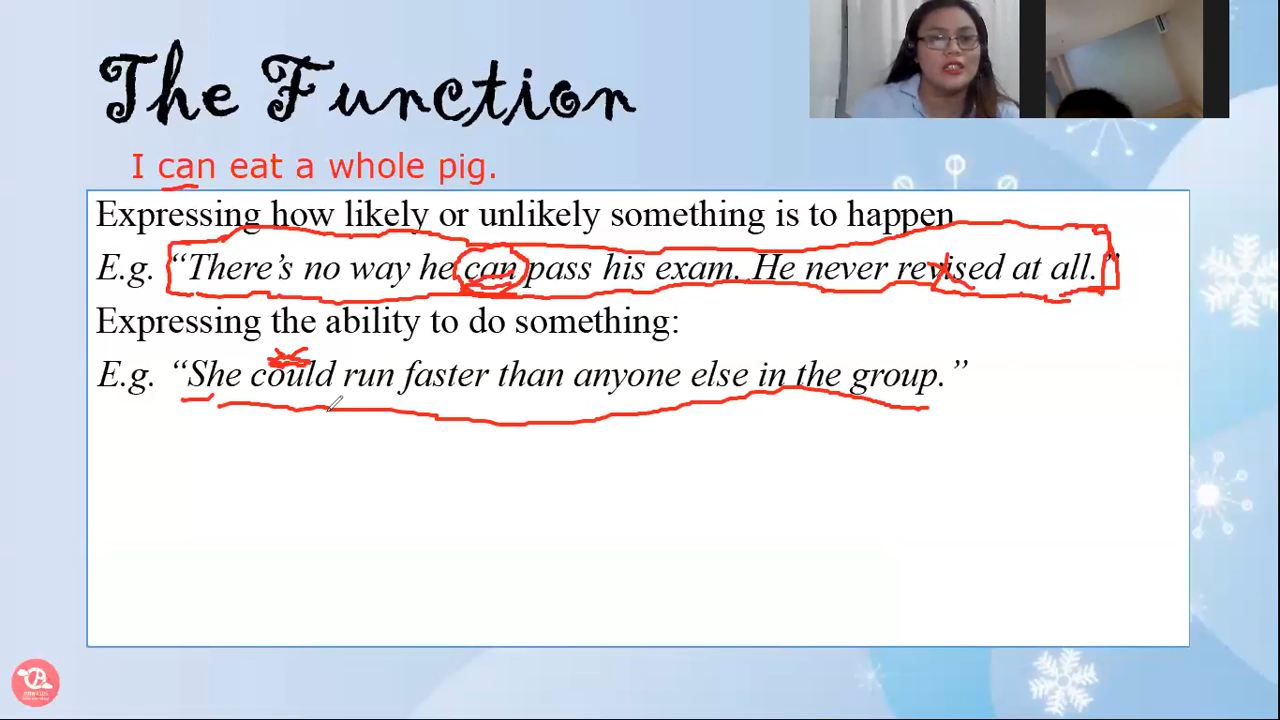 The Function
I can eat a whole pig.
Expressing how likely or unlikely something is to happen
E.g. “There’s no way he can pass his exam. He never revised at all.”
Expressing the ability to do something:
E.g. “She could run faster than anyone else in the group.”